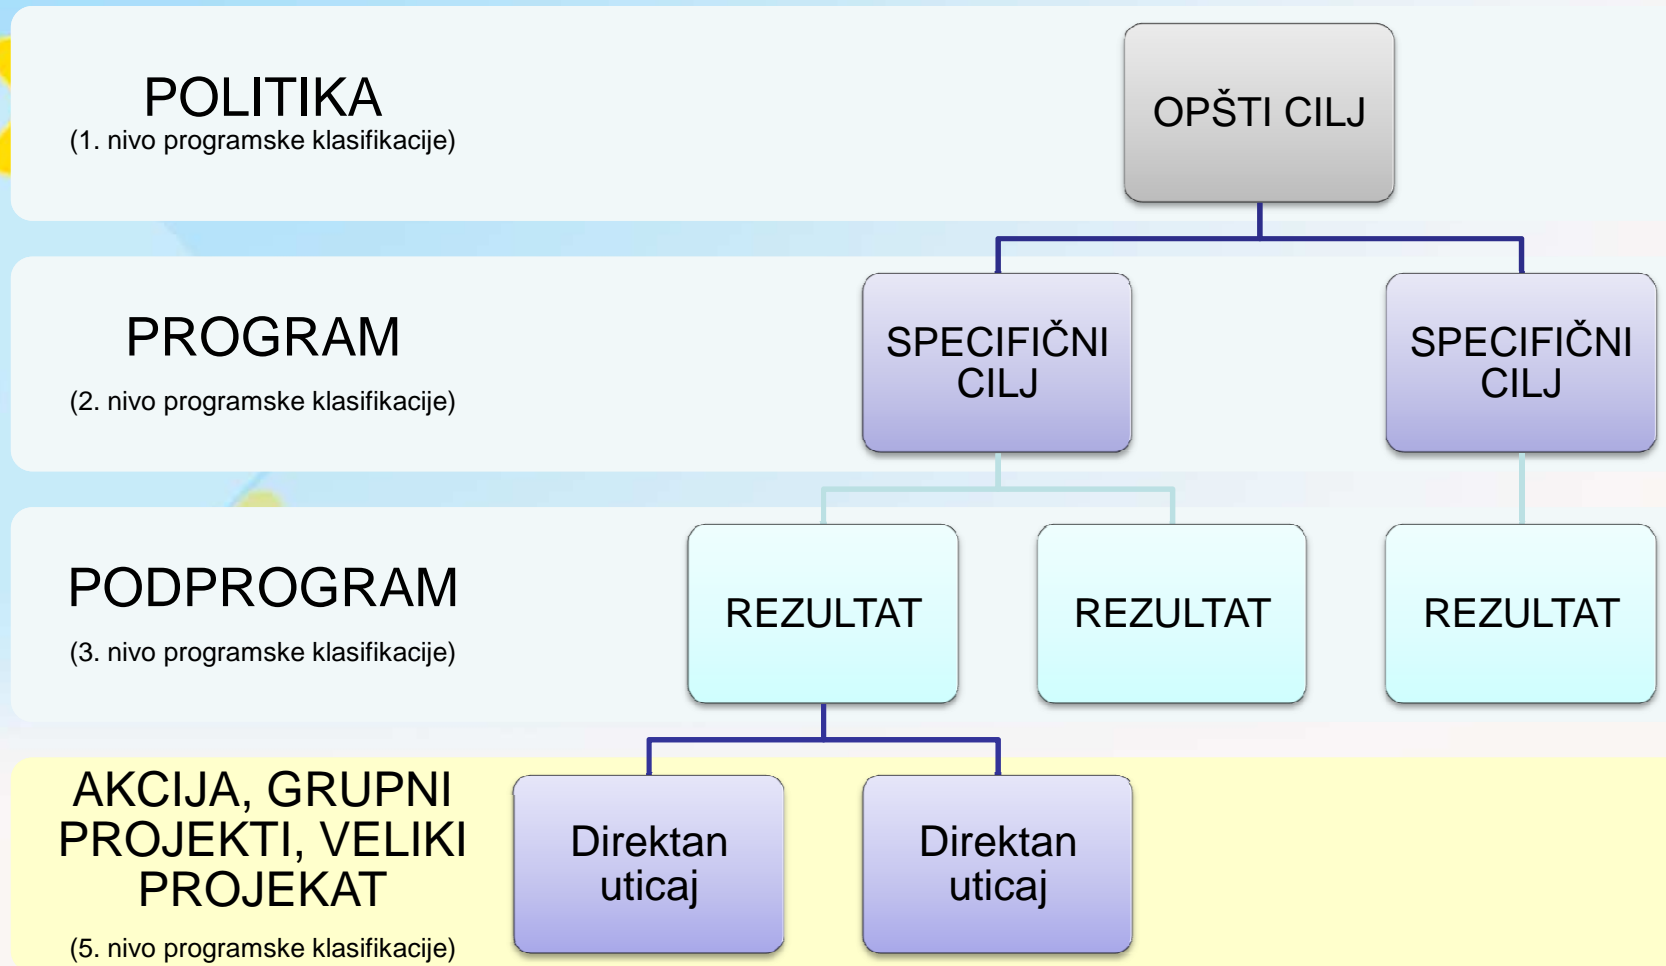 POLITIKA
(1. nivo programske klasifikacije)
OPŠTI CILJ
PROGRAM
(2. nivo programske klasifikacije)
SPECIFIČNI
CILJ
SPECIFIČNI
CILJ
PODPROGRAM
(3. nivo programske klasifikacije)
REZULTAT
REZULTAT
REZULTAT
AKCIJA, GRUPNI
PROJEKTI, VELIKI
PROJEKAT
(5. nivo programske klasifikacije)
Direktan
uticaj
Direktan
uticaj